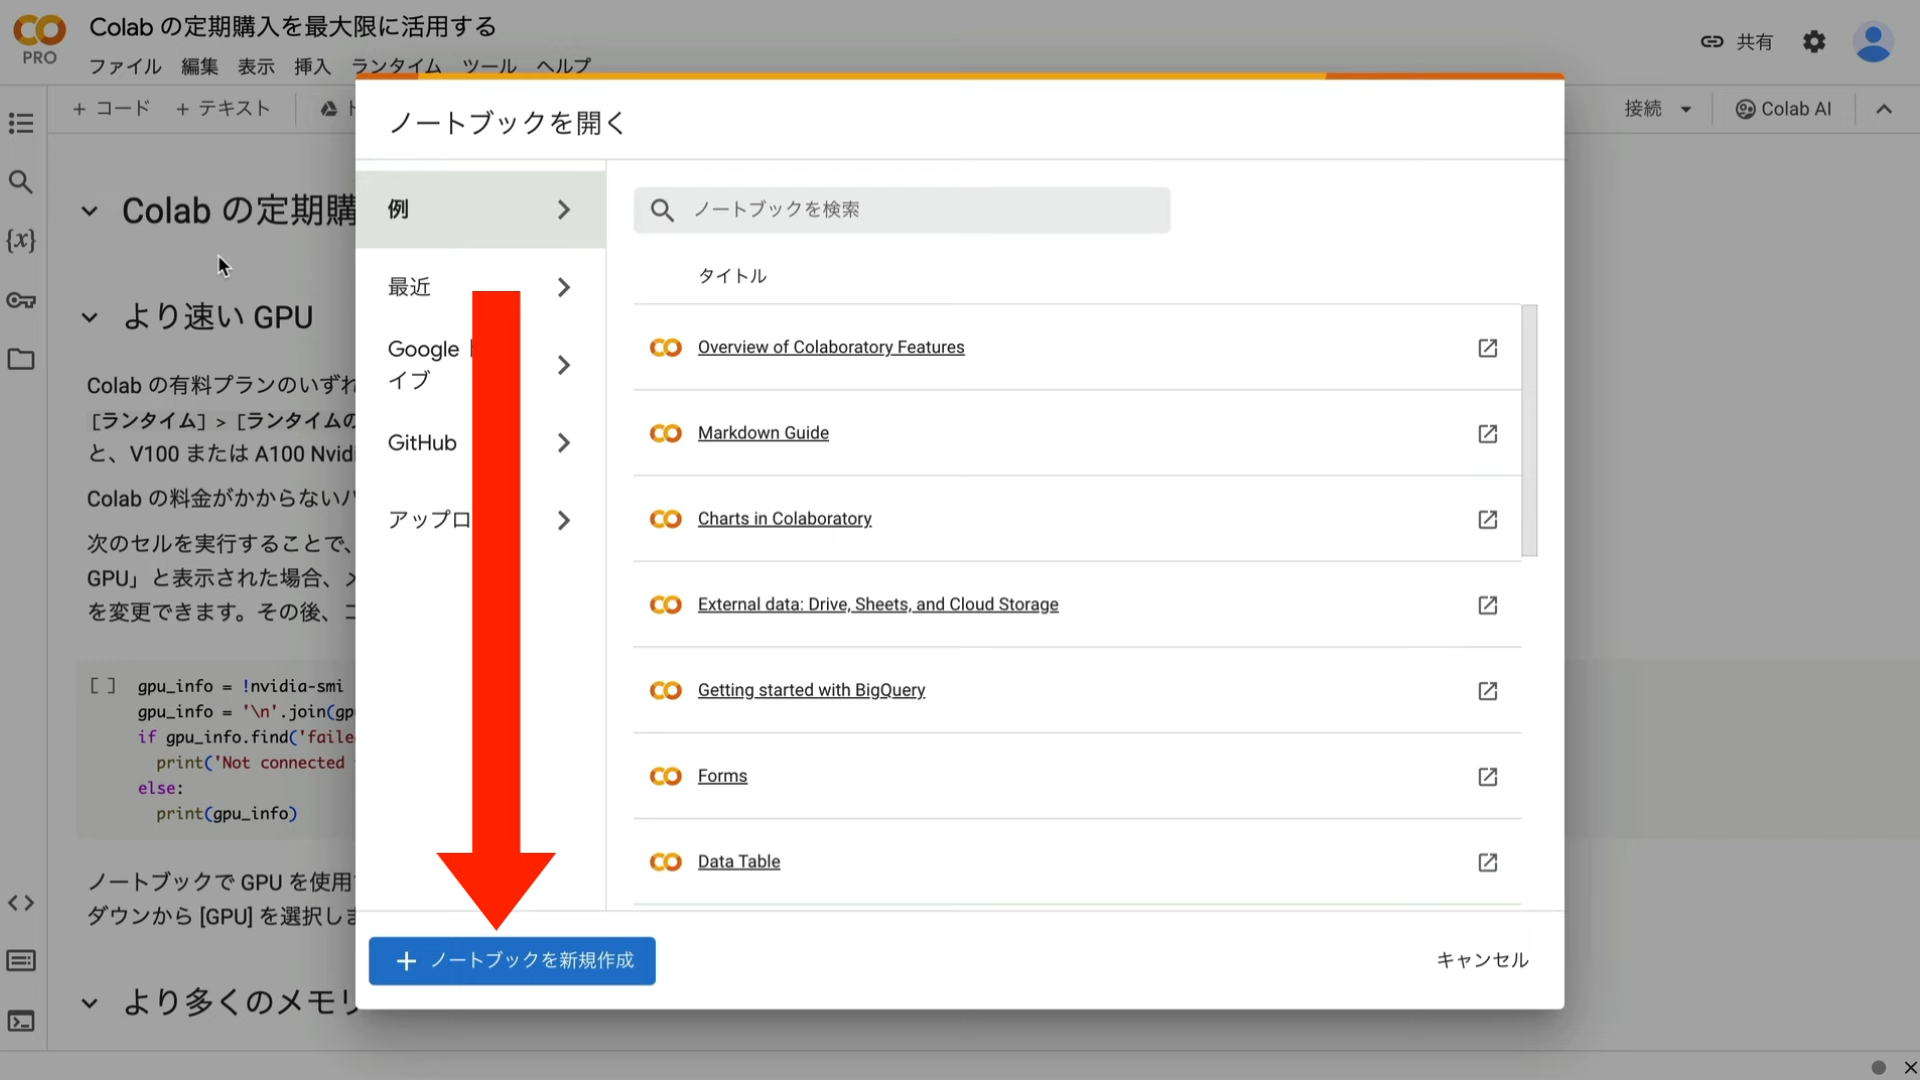 Colab の定期購入を最大限に活用する
PRO
ファイル 編集 表示 挿入 ランタイム ツール ヘルプ
共有
+ コード + テキスト
接続
Colab AI
Colab の定期購
より速い GPU
Colab の有料プランのいずれ
[ランタイム] > [ランタイムの
と、V100 または A100 Nvidi
Colab の料金がかからないバ
次のセルを実行することで、
GPU」と表示された場合、メ
を変更できます。その後、コ
[ ] gpu_info = !nvidia-smi
gpu_info = '\n'.join(gp
if gpu_info.find('faile
print('Not connected
else:
print(gpu_info)
ノートブックで GPU を使用
ダウンから [GPU] を選択しま
より多くのメモリ
ノートブックを開く
例
最近
Google
イブ
GitHub
アップロ
ノートブックを検索
タイトル
Overview of Colaboratory Features
Markdown Guide
Charts in Colaboratory
External data: Drive, Sheets, and Cloud Storage
Getting started with BigQuery
Forms
Data Table
+ ノートブックを新規作成
キャンセル